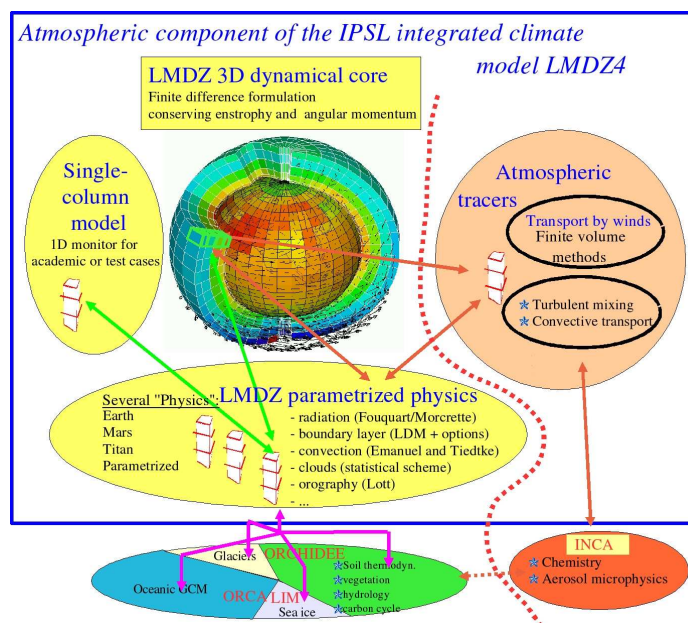 Atmospheric component of the IPSL integrated climate
model LMDZ4
LMDZ 3D dynamical core
Finite difference formulation
conserving enstrophy and angular momentum
Single-
column
model
1D monitor for
academic or test cases
Atmospheric
tracers
Transport by winds
Finite volume
methods
Turbulent mixing
Convective transport
LMDZ parametrized physics
Several "Physics":
Earth
Mars
Titan
Parametrized
- radiation (Fouquart/Morcrette)
- boundary layer (LDM + options)
- convection (Emanuel and Tiedtke)
- clouds (statistical scheme)
- orography (Lott)
- ...
Glaciers
ORCHIDEE
Soil thermodyn.
vegetation
hydrology
carbon cycle
Oceanic GCM
ORCA LIM
Sea ice
INCA
Chemistry
Aerosol microphysics